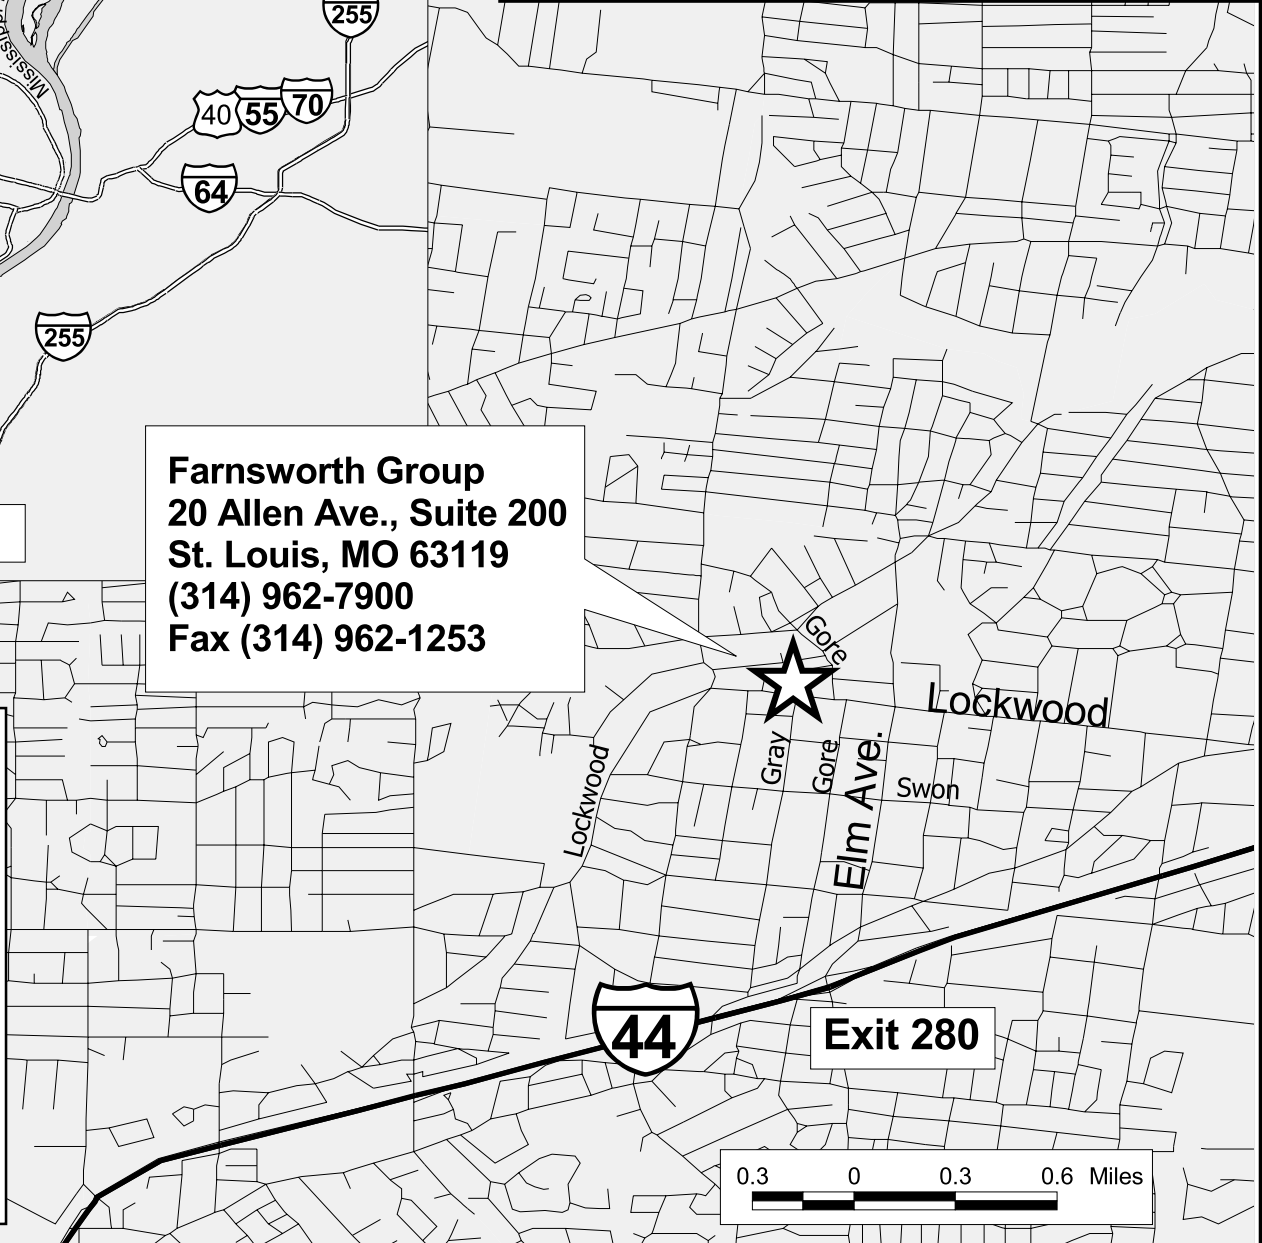 255
Mississippi
40
55
70
64
255
Farnsworth Group
20 Allen Ave., Suite 200
St. Louis, MO 63119
(314) 962-7900
Fax (314) 962-1253
Gore
Lockwood
Gray
Gore
Elm Ave.
Swon
Lockwood
44
Exit 280
0.3 0 0.3 0.6 Miles